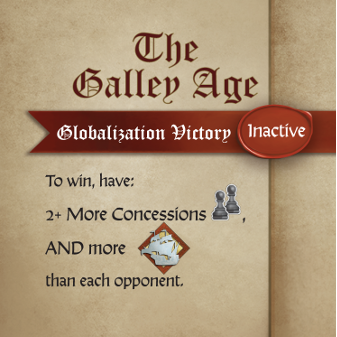 The
Galley Age
Globalization Victory Inactive
To win, have:
2+ More Concessions ,
AND more
than each opponent.